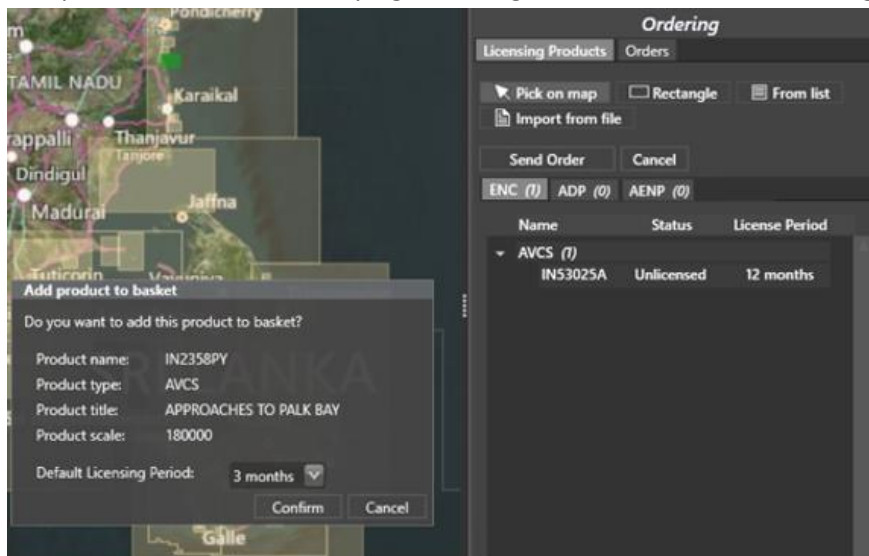 Pondicherry
TAMIL NADU
Karaikal
Thanjavur
Tanjore
Dindigul
Jaffna
Madurai
Tuticorin
Vavuniya
SRI LANKA
Galle
Add product to basket
Do you want to add this product to basket?
Product name: IN2358PY
Product type: AVCS
Product title: APPROACHES TO PALK BAY
Product scale: 180000
Default Licensing Period: 3 months
Confirm Cancel
Ordering
Licensing Products Orders
Pick on map Rectangle From list
Import from file
Send Order Cancel
ENC (1) ADP (0) AENP (0)
Name Status License Period
AVCS (1)
IN53025A Unlicensed 12 months